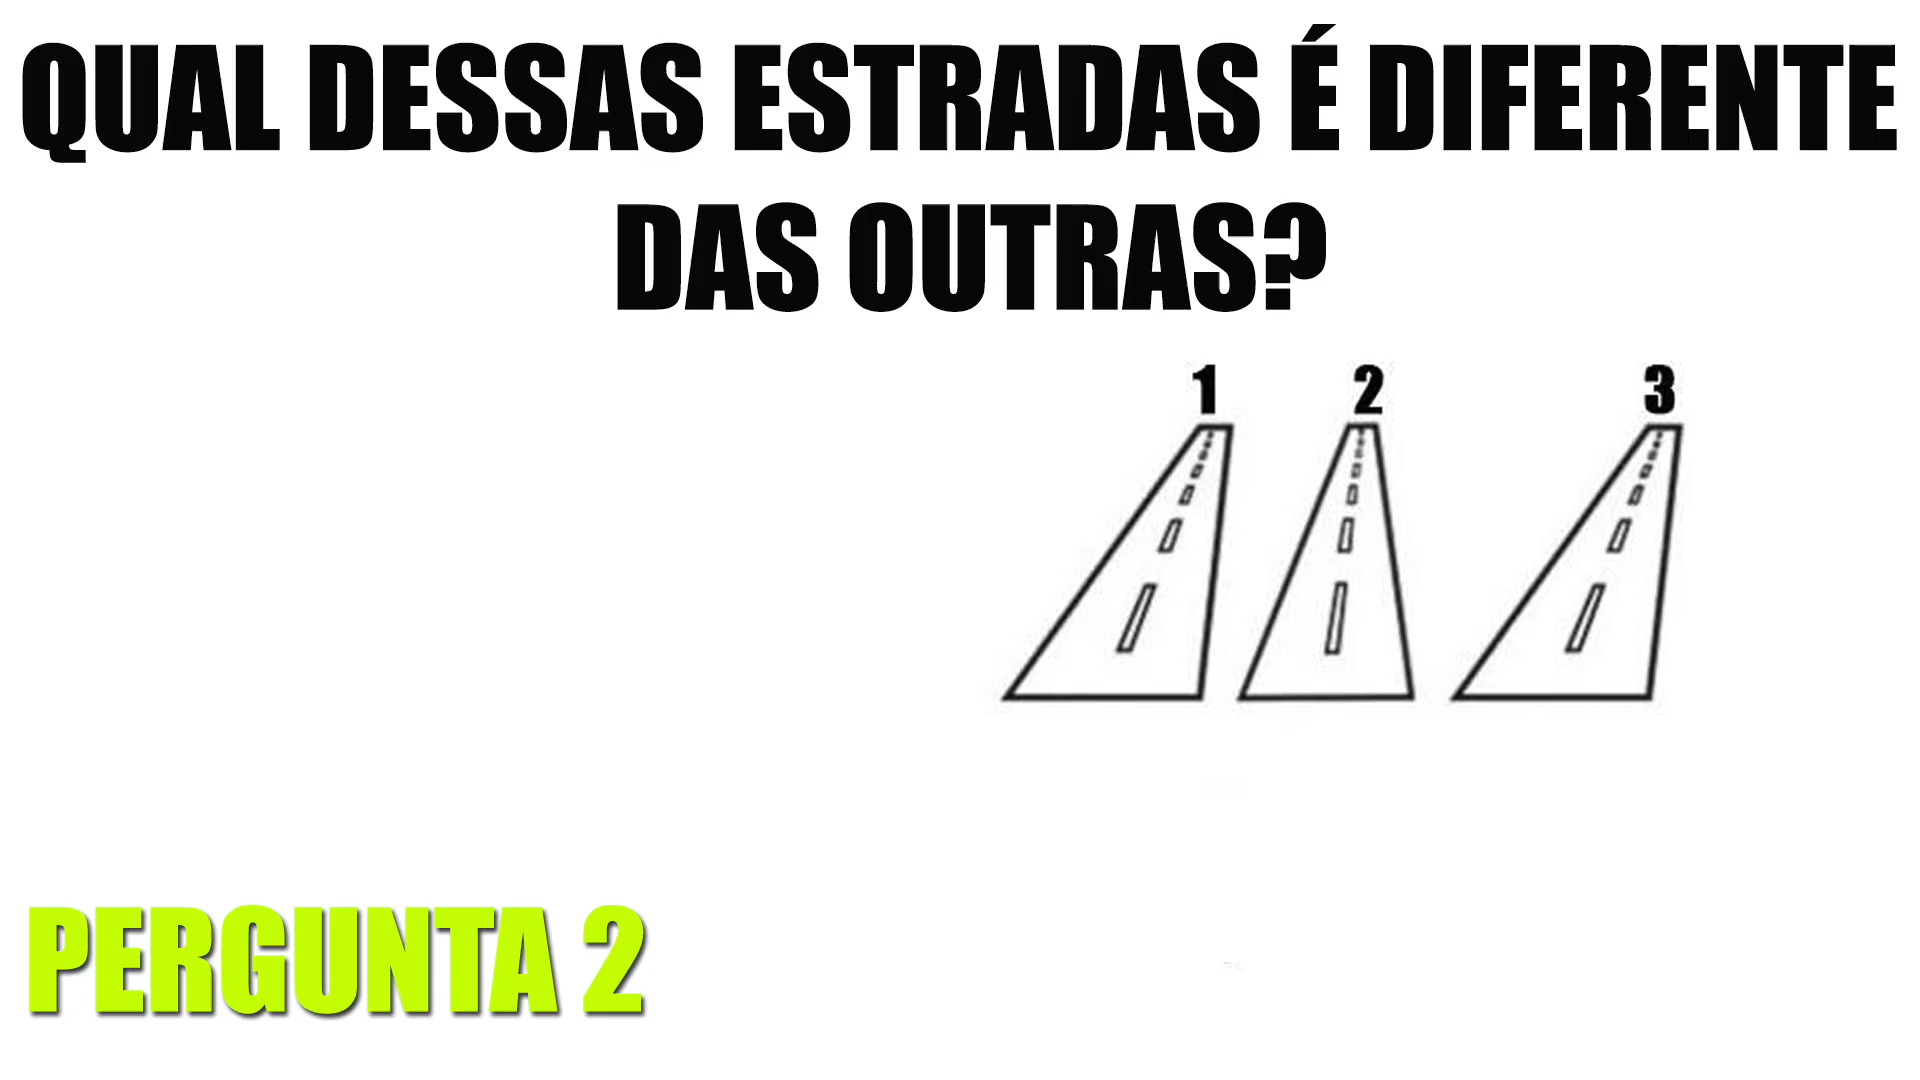 QUAL DESSAS ESTRADAS É DIFERENTE
DAS OUTRAS?
1 2 3
PERGUNTA 2